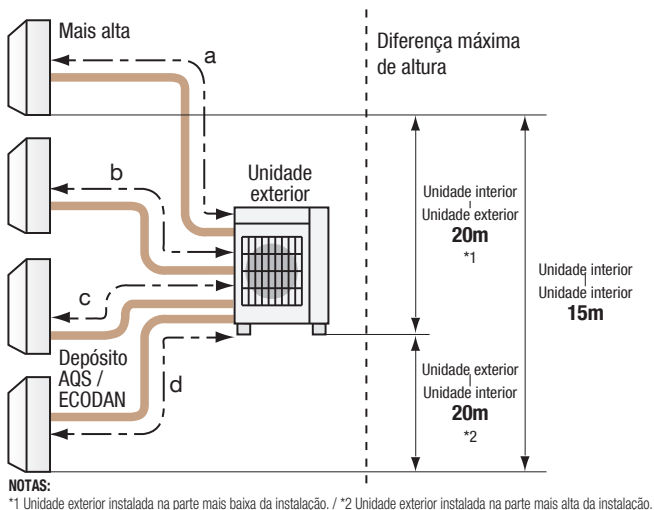 Mais alta
a
Diferença máxima
de altura
b
Unidade
exterior
Unidade interior
Unidade exterior
20m
*1
Unidade interior
Unidade interior
15m
c
Depósito
AQS /
ECODAN
d
Unidade exterior
Unidade interior
20m
*2
NOTAS:
*1 Unidade exterior instalada na parte mais baixa da instalação. / *2 Unidade exterior instalada na parte mais alta da instalação.